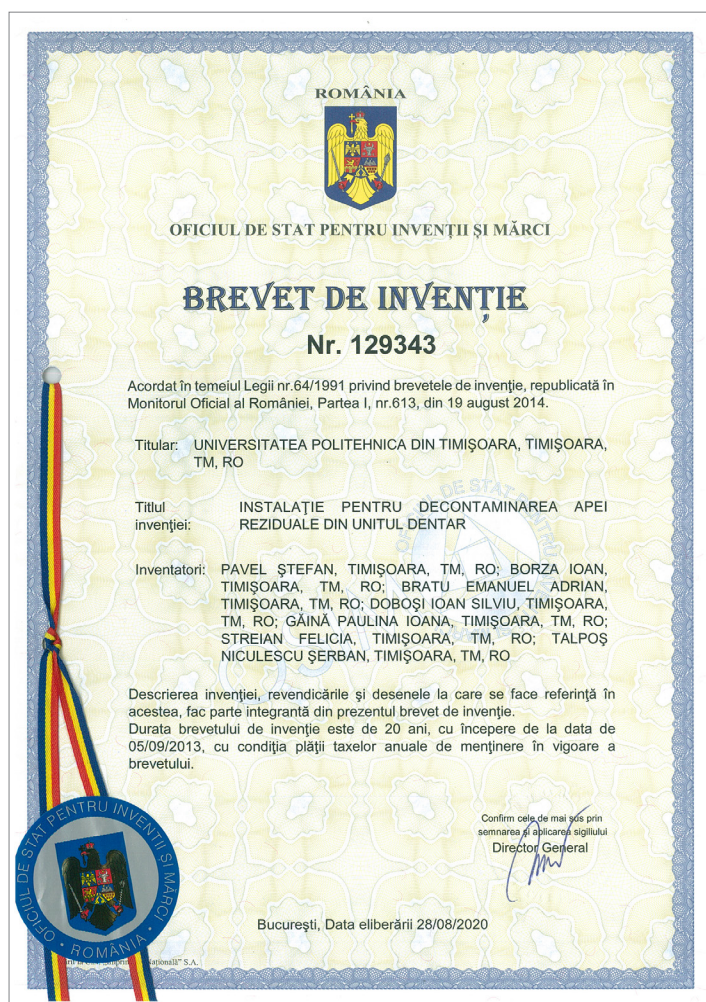 ROMÂNIA
OFICIUL DE STAT PENTRU INVENȚII ȘI MĂRCI
BREVET DE INVENȚIE
Nr. 129343
Acordat în temeiul Legii nr.64/1991 privind brevetele de invenţie, republicată în
Monitorul Oficial al României, Partea I, nr.613, din 19 august 2014.
Titular: UNIVERSITATEA POLITEHNICA DIN TIMIŞOARA, TIMIŞOARA,
TM, RO
Titlul invenţiei: INSTALAŢIE PENTRU DECONTAMINAREA APEI
REZIDUALE DIN UNITUL DENTAR
Inventatori: PAVEL ŞTEFAN, TIMIŞOARA, TM, RO; BORZA IOAN,
TIMIŞOARA, TM, RO; BRATU EMANUEL ADRIAN,
TIMIŞOARA, TM, RO; DOBOŞI IOAN SILVIU, TIMIŞOARA,
TM, RO; GĂINĂ PAULINA IOANA, TIMIŞOARA, TM, RO;
STREIAN FELICIA, TIMIŞOARA, TM, RO; TALPOŞ
NICULESCU ŞERBAN, TIMIŞOARA, TM, RO
Descrierea invenţiei, revendicările şi desenele la care se face referinţă în
acestea, fac parte integrantă din prezentul brevet de invenţie.
Durata brevetului de invenţie este de 20 ani, cu începere de la data de
05/09/2013, cu condiţia plăţii taxelor anuale de menţinere în vigoare a
brevetului.
Confirm cele de mai sus prin
semnarea şi aplicarea sigiliului
Director General
OFICIUL DE STAT PENTRU INVENȚII ȘI MĂRCI
ROMÂNIA
Bucureşti, Data eliberării 28/08/2020
Națională" S.A.